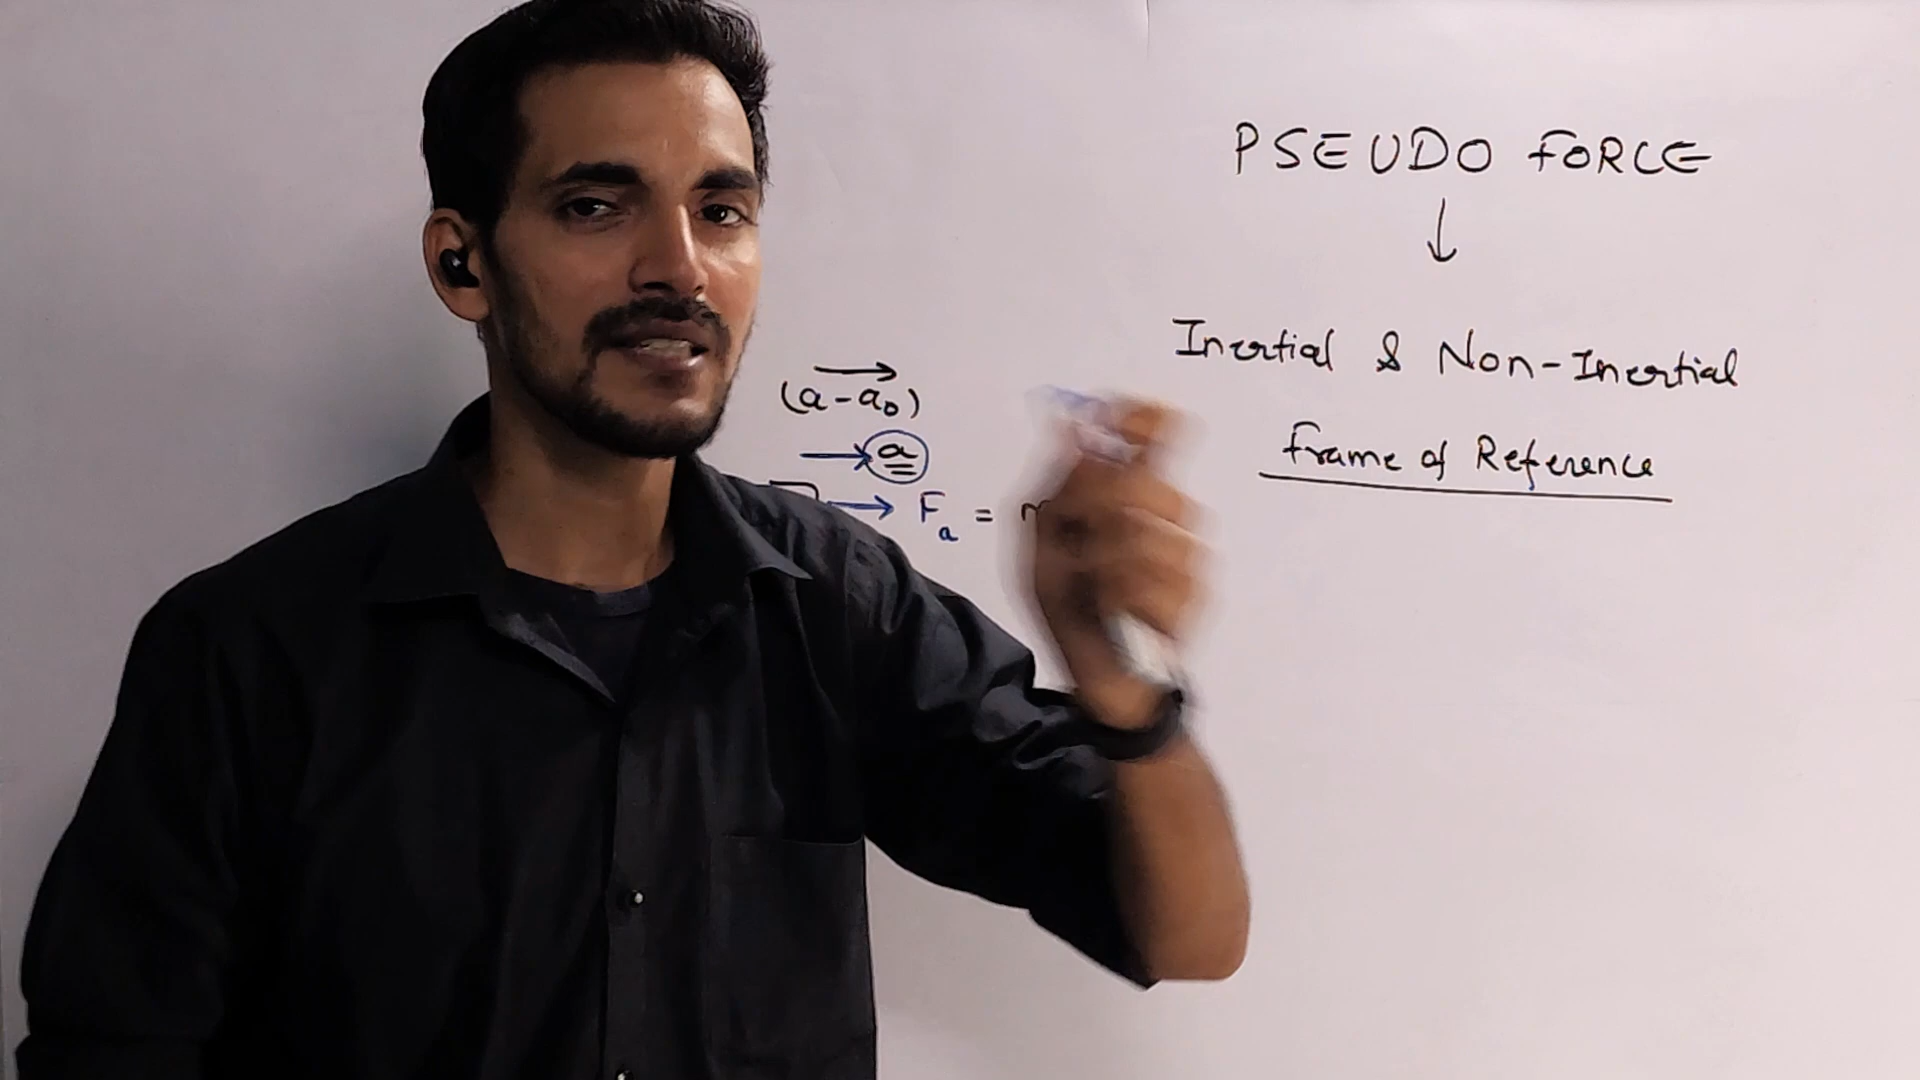 PSEUDO FORCE
Inertial & Non-Inertial
Frame of Reference
(a - a₀)
a
Fₐ =